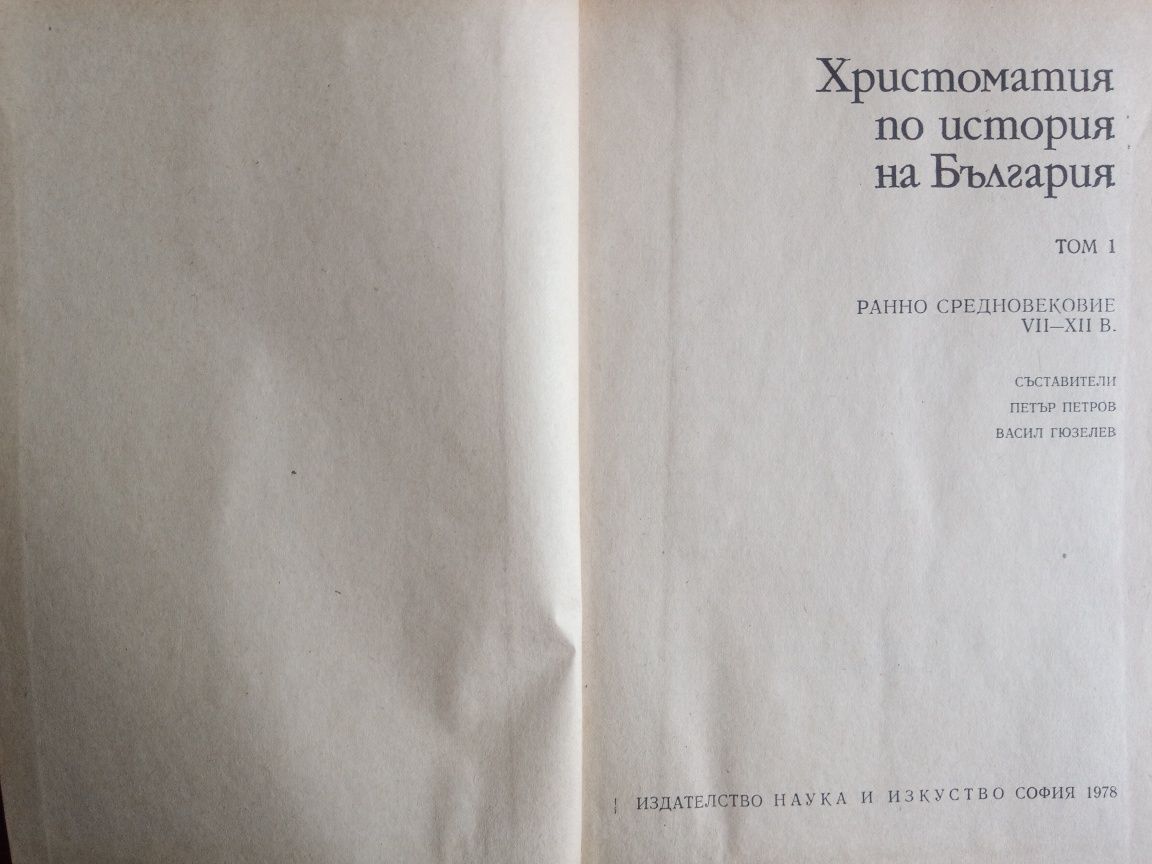 Христоматия
по история
на България
ТОМ 1
РАННО СРЕДНОВЕКОВИЕ
VII—XII В.
СЪСТАВИТЕЛИ
ПЕТЪР ПЕТРОВ
ВАСИЛ ГЮЗЕЛЕВ
ИЗДАТЕЛСТВО НАУКА И ИЗКУСТВО СОФИЯ 1978